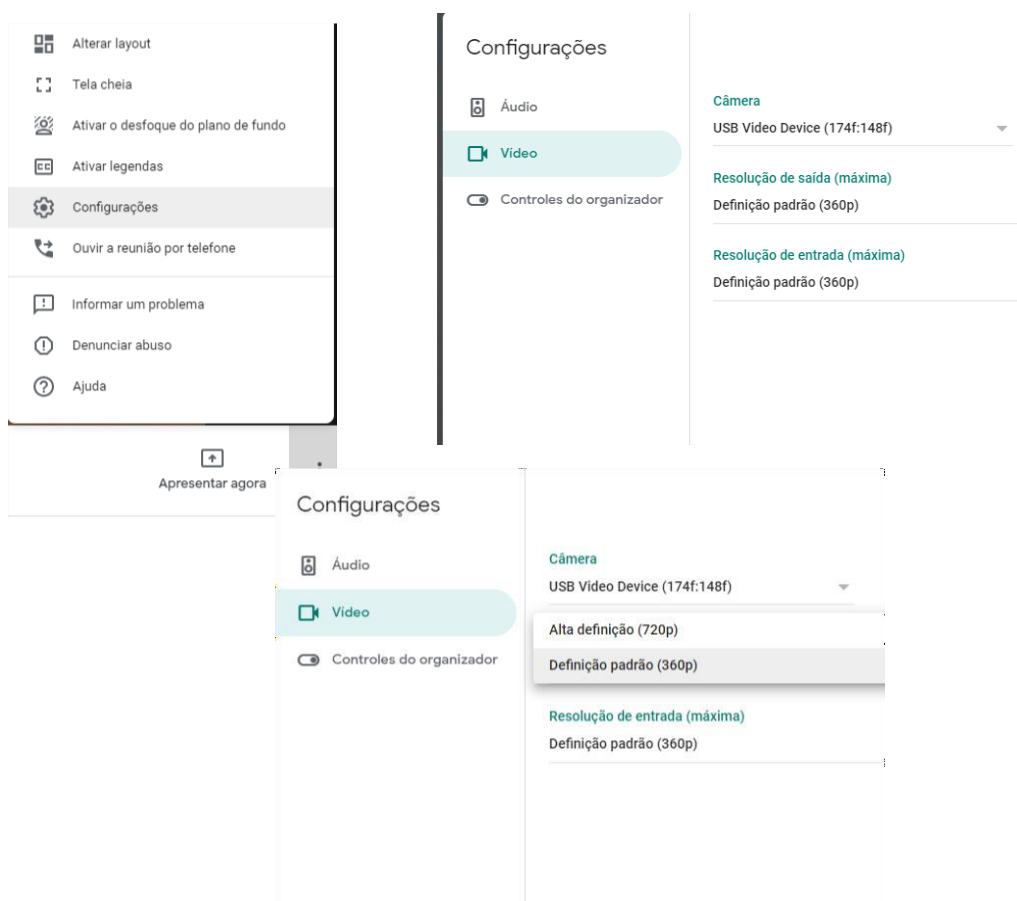 Alterar layout
Tela cheia
Ativar o desfoque do plano de fundo
Ativar legendas
Configurações
Ouvir a reunião por telefone
Informar um problema
Denunciar abuso
Ajuda
Apresentar agora
Configurações
Áudio
Vídeo
Controles do organizador
Câmera
USB Video Device (174f:148f)
Resolução de saída (máxima)
Definição padrão (360p)
Resolução de entrada (máxima)
Definição padrão (360p)
Configurações
Áudio
Vídeo
Controles do organizador
Câmera
USB Video Device (174f:148f)
Alta definição (720p)
Definição padrão (360p)
Resolução de entrada (máxima)
Definição padrão (360p)